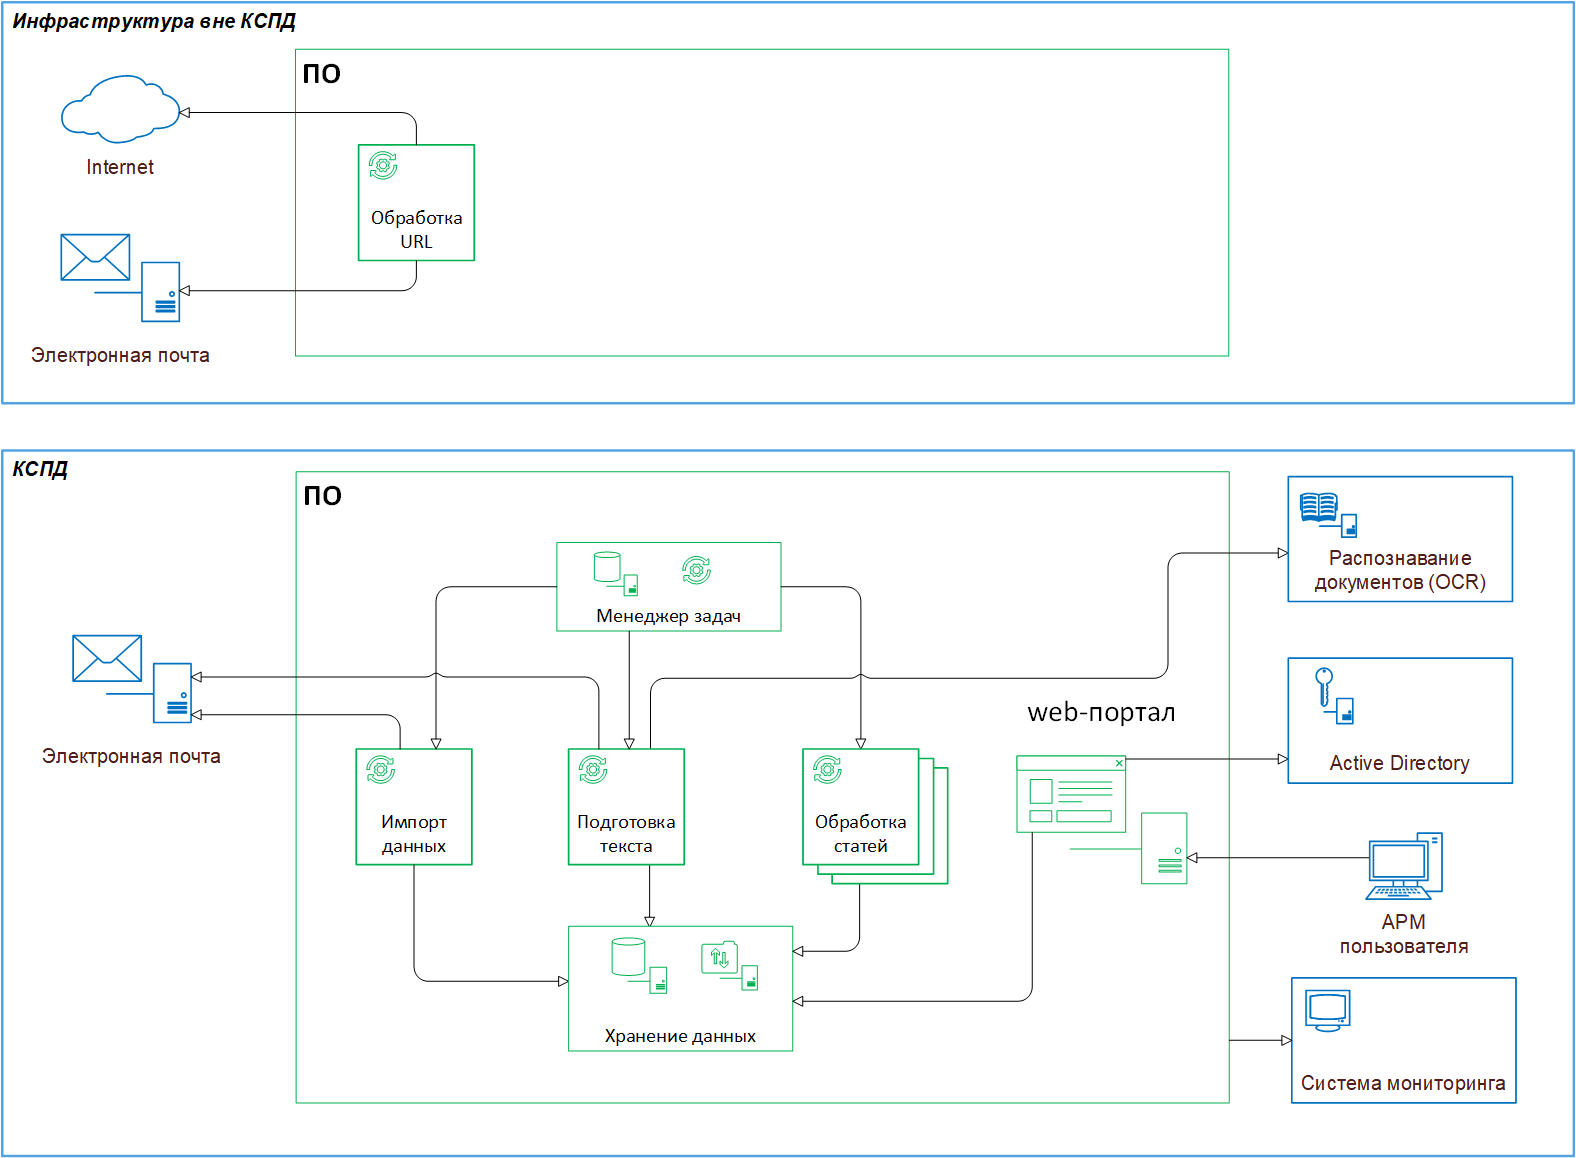 Инфраструктура вне КСПД
ПО
Internet
Обработка
URL
Электронная почта
КСПД
ПО
Распознавание
документов (OCR)
Менеджер задач
web-портал
Электронная почта
Active Directory
Импорт
данных
Подготовка
текста
Обработка
статей
АРМ
пользователя
Хранение данных
Система мониторинга